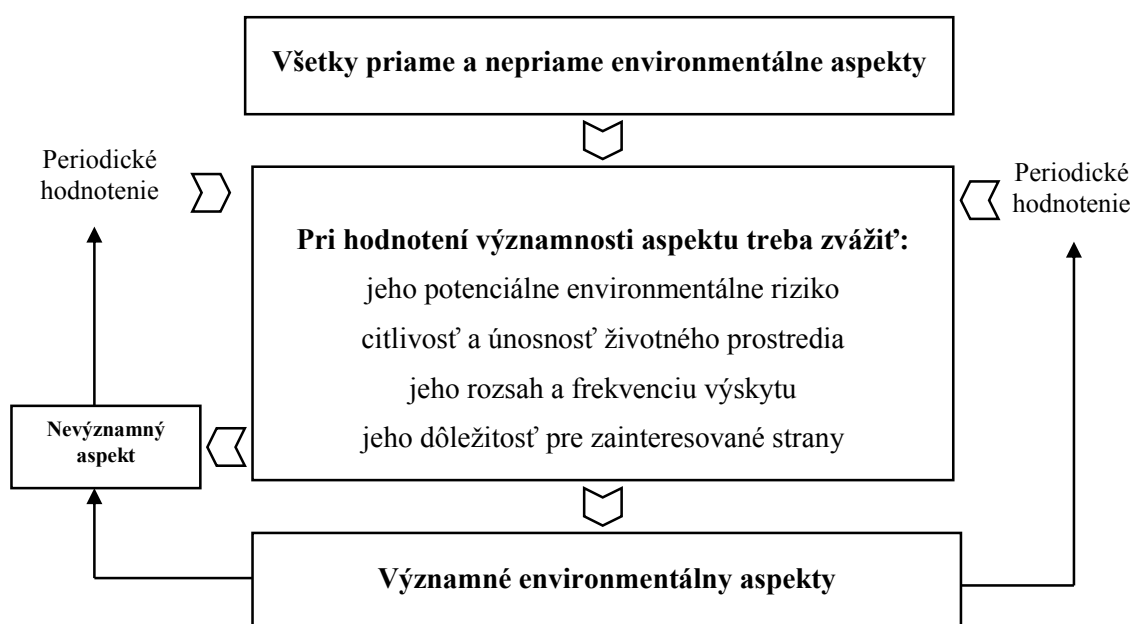 Všetky priame a nepriame environmentálne aspekty
Periodické
hodnotenie
Periodické
hodnotenie
Pri hodnotení významnosti aspektu treba zvážiť:
jeho potenciálne environmentálne riziko
citlivosť a únosnosť životného prostredia
jeho rozsah a frekvenciu výskytu
jeho dôležitosť pre zainteresované strany
Nevýznamný
aspekt
Významné environmentálny aspekty